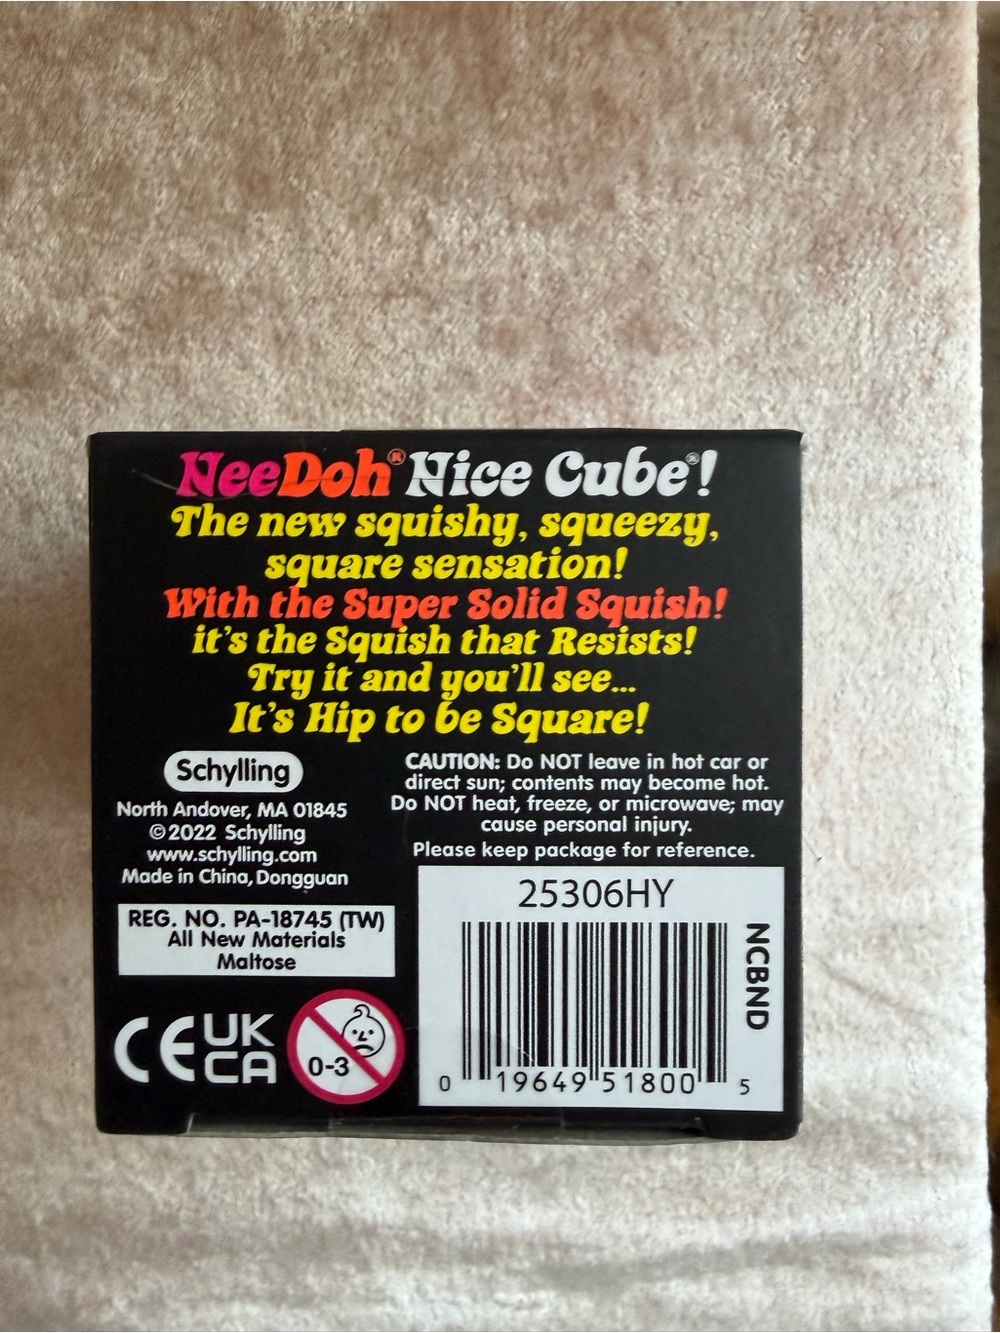 NeeDoh® Nice Cube®!
The new squishy, squeezy,
square sensation!
With the Super Solid Squish!
it's the Squish that Resists!
Try it and you'll see...
It's Hip to be Square!
Schylling
North Andover, MA 01845
©2022 Schylling
www.schylling.com
Made in China, Dongguan
REG. NO. PA-18745 (TW)
All New Materials
Maltose
CE UK
CA
0-3
CAUTION: Do NOT leave in hot car or
direct sun; contents may become hot.
Do NOT heat, freeze, or microwave; may
cause personal injury.
Please keep package for reference.
25306HY
NCBND
0 19649 51800 5